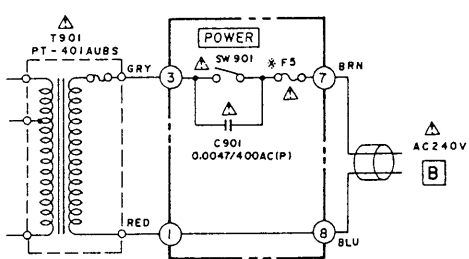 T901
PT-401AUBS
POWER
GRY
3
SW901
※F5
7
BRN
C901
0.0047/400AC(P)
AC240V
B
RED
1
8
BLU